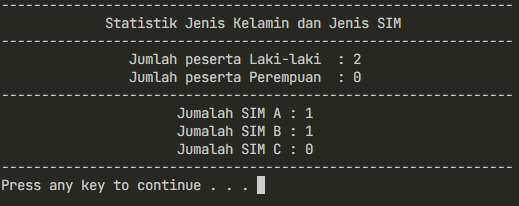 ----------------------------------------------------------------
Statistik Jenis Kelamin dan Jenis SIM
----------------------------------------------------------------
Jumlah peserta Laki-laki  : 2
Jumlah peserta Perempuan  : 0
----------------------------------------------------------------
Jumalah SIM A : 1
Jumalah SIM B : 1
Jumalah SIM C : 0
----------------------------------------------------------------
Press any key to continue . . .